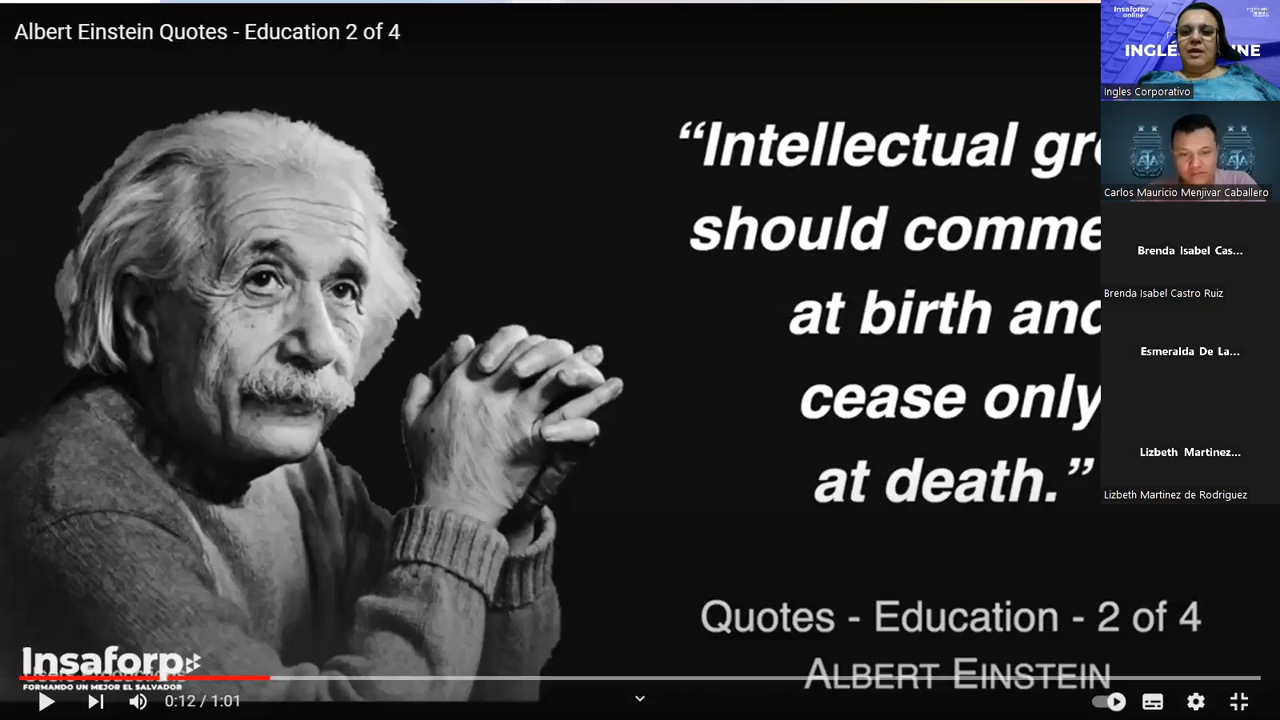 Albert Einstein Quotes - Education 2 of 4
“Intellectual gr
should comme
at birth and
cease only
at death.”
Quotes - Education - 2 of 4
ALBERT EINSTEIN
Insaforp
FORMANDO UN MEJOR EL SALVADOR
0:12 / 1:01
Insaforp
online
INGLÉ
NE
Ingles Corporativo
Carlos Mauricio Menjivar Caballero
Brenda Isabel Cas...
Brenda Isabel Castro Ruiz
Esmeralda De La...
Lizbeth Martinez...
Lizbeth Martinez de Rodriguez